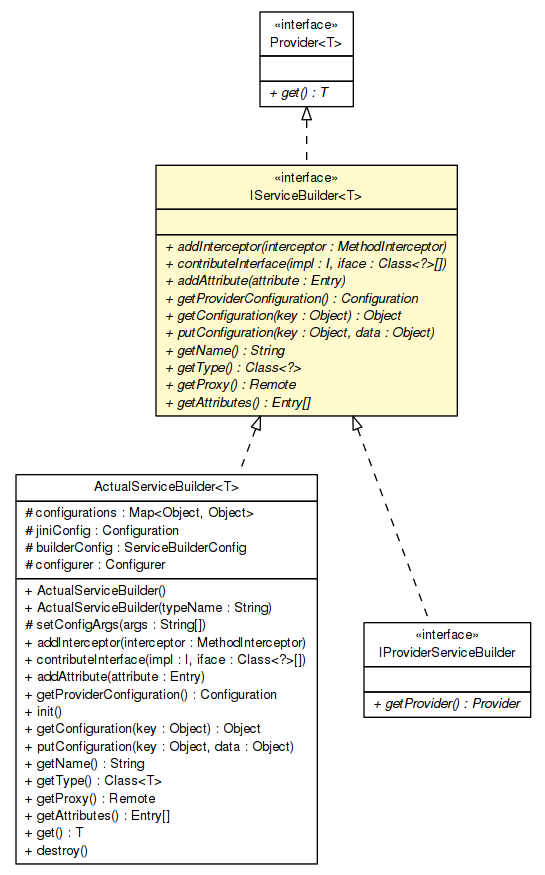 «interface»
Provider<T>
+ get() : T
«interface»
IServiceBuilder<T>
+ addInterceptor(interceptor : MethodInterceptor)
+ contributeInterface(impl : I, iface : Class<?>[])
+ addAttribute(attribute : Entry)
+ getProviderConfiguration() : Configuration
+ getConfiguration(key : Object) : Object
+ putConfiguration(key : Object, data : Object)
+ getName() : String
+ getType() : Class<?>
+ getProxy() : Remote
+ getAttributes() : Entry[]
ActualServiceBuilder<T>
# configurations : Map<Object, Object>
# jiniConfig : Configuration
# builderConfig : ServiceBuilderConfig
# configurer : Configurer
+ ActualServiceBuilder()
+ ActualServiceBuilder(typeName : String)
# setConfigArgs(args : String[])
+ addInterceptor(interceptor : MethodInterceptor)
+ contributeInterface(impl : I, iface : Class<?>[])
+ addAttribute(attribute : Entry)
+ getProviderConfiguration() : Configuration
+ init()
+ getConfiguration(key : Object) : Object
+ putConfiguration(key : Object, data : Object)
+ getName() : String
+ getType() : Class<T>
+ getProxy() : Remote
+ getAttributes() : Entry[]
+ get() : T
+ destroy()
«interface»
IProviderServiceBuilder
+ getProvider() : Provider